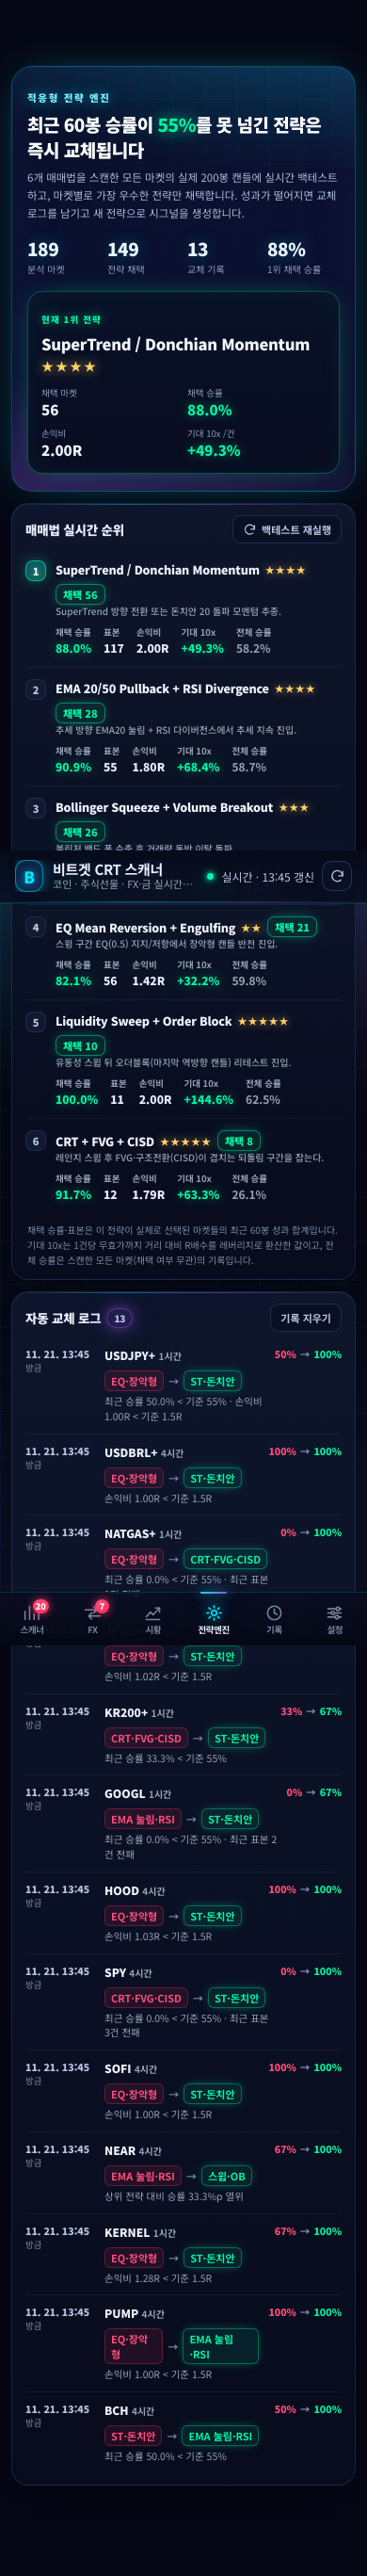 적응형 전략 엔진
최근 60봉 승률이 55%를 못 넘긴 전략은
즉시 교체됩니다
6개 매매법을 스캔한 모든 마켓의 실제 200봉 캔들에 실시간 백테스트
하고, 마켓별로 가장 우수한 전략만 채택합니다. 성과가 떨어지면 교체
로그를 남기고 새 전략으로 시그널을 생성합니다.
189 149 13 88%
분석 마켓 전략 채택 교체 기록 1위 채택 승률
현재 1위 전략
SuperTrend / Donchian Momentum
★★★★
채택 마켓 채택 승률
56 88.0%
손익비 기대 10x /건
2.00R +49.3%
매매법 실시간 순위 백테스트 재실행
1 SuperTrend / Donchian Momentum ★★★★
채택 56
SuperTrend 방향 전환 또는 돈치안 20 돌파 모멘텀 추종.
채택 승률 표본 손익비 기대 10x 전체 승률
88.0% 117 2.00R +49.3% 58.2%
2 EMA 20/50 Pullback + RSI Divergence ★★★★
채택 28
추세 방향 EMA20 눌림 + RSI 다이버전스에서 추세 지속 진입.
채택 승률 표본 손익비 기대 10x 전체 승률
90.9% 55 1.80R +68.4% 58.7%
3 Bollinger Squeeze + Volume Breakout ★★★
채택 26
볼린저 밴드 폭 수축 후 거래량 동반 이탈 돌파.
B 비트겟 CRT 스캐너
코인 · 주식선물 · FX·금 실시간… 실시간 · 13:45 갱신
4 EQ Mean Reversion + Engulfing ★★ 채택 21
스윙 구간 EQ(0.5) 지지/저항에서 장악형 캔들 반전 진입.
채택 승률 표본 손익비 기대 10x 전체 승률
82.1% 56 1.42R +32.2% 59.8%
5 Liquidity Sweep + Order Block ★★★★★
채택 10
유동성 스윕 뒤 오더블록(마지막 역방향 캔들) 리테스트 진입.
채택 승률 표본 손익비 기대 10x 전체 승률
100.0% 11 2.00R +144.6% 62.5%
6 CRT + FVG + CISD ★★★★★ 채택 8
레인지 스윕 후 FVG·구조전환(CISD)이 겹치는 되돌림 구간을 잡는다.
채택 승률 표본 손익비 기대 10x 전체 승률
91.7% 12 1.79R +63.3% 26.1%
채택 승률·표본은 이 전략이 실제로 선택된 마켓들의 최근 60봉 성과 합계입니다.
기대 10x는 1건당 무효가까지 거리 대비 R배수를 레버리지로 환산한 값이고, 전
체 승률은 스캔한 모든 마켓(채택 여부 무관)의 기록입니다.
자동 교체 로그 13 기록 지우기
11. 21. 13:45 USDJPY+ 1시간 50% → 100%
방금 EQ·장악형 → ST·돈치안
최근 승률 50.0% < 기준 55% · 손익비
1.00R < 기준 1.5R
11. 21. 13:45 USDBRL+ 4시간 100% → 100%
방금 EQ·장악형 → ST·돈치안
손익비 1.00R < 기준 1.5R
11. 21. 13:45 NATGAS+ 1시간 0% → 100%
방금 EQ·장악형 → CRT·FVG·CISD
최근 승률 0.0% < 기준 55% · 최근 표본
20 7
스캐너 FX 시황 전략엔진 기록 설정
EQ·장악형 → ST·돈치안
손익비 1.02R < 기준 1.5R
11. 21. 13:45 KR200+ 1시간 33% → 67%
방금 CRT·FVG·CISD → ST·돈치안
최근 승률 33.3% < 기준 55%
11. 21. 13:45 GOOGL 1시간 0% → 67%
방금 EMA 눌림·RSI → ST·돈치안
최근 승률 0.0% < 기준 55% · 최근 표본 2
건 전패
11. 21. 13:45 HOOD 4시간 100% → 100%
방금 EQ·장악형 → ST·돈치안
손익비 1.03R < 기준 1.5R
11. 21. 13:45 SPY 4시간 0% → 100%
방금 CRT·FVG·CISD → ST·돈치안
최근 승률 0.0% < 기준 55% · 최근 표본
3건 전패
11. 21. 13:45 SOFI 4시간 100% → 100%
방금 EQ·장악형 → ST·돈치안
손익비 1.00R < 기준 1.5R
11. 21. 13:45 NEAR 4시간 67% → 100%
방금 EMA 눌림·RSI → 스윕·OB
상위 전략 대비 승률 33.3%p 열위
11. 21. 13:45 KERNEL 1시간 67% → 100%
방금 EQ·장악형 → ST·돈치안
손익비 1.28R < 기준 1.5R
11. 21. 13:45 PUMP 4시간 100% → 100%
방금 EQ·장악 → EMA 눌림
형 ·RSI
손익비 1.00R < 기준 1.5R
11. 21. 13:45 BCH 4시간 50% → 100%
방금 ST·돈치안 → EMA 눌림·RSI
최근 승률 50.0% < 기준 55%